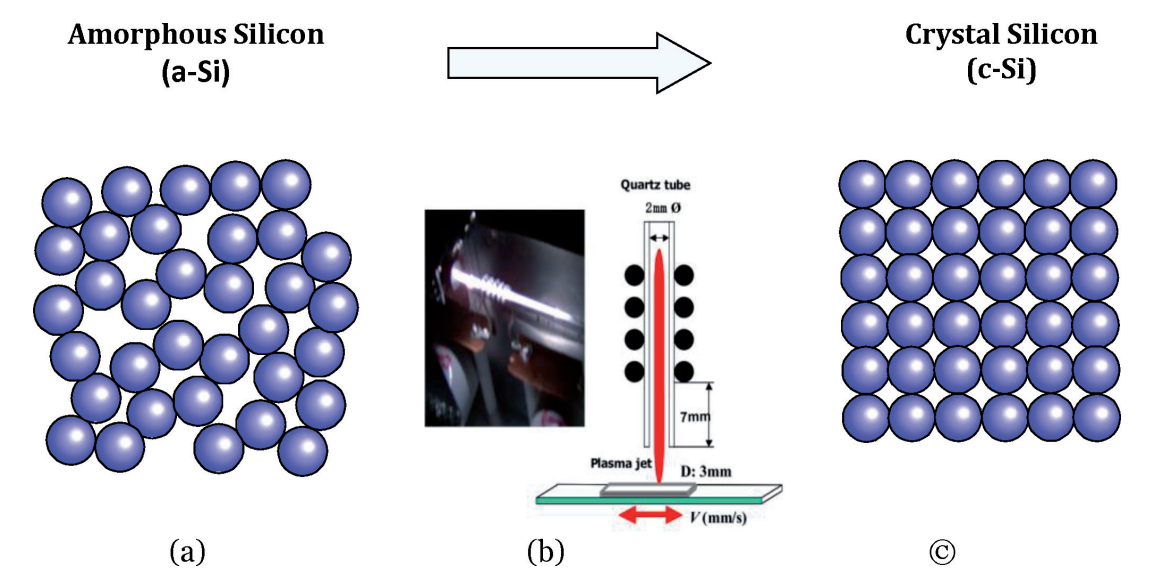 Amorphous Silicon
(a-Si)
Crystal Silicon
(c-Si)
Quartz tube
2mm Ø
7mm
Plasma jet
D: 3mm
V (mm/s)
(a)
(b)
©